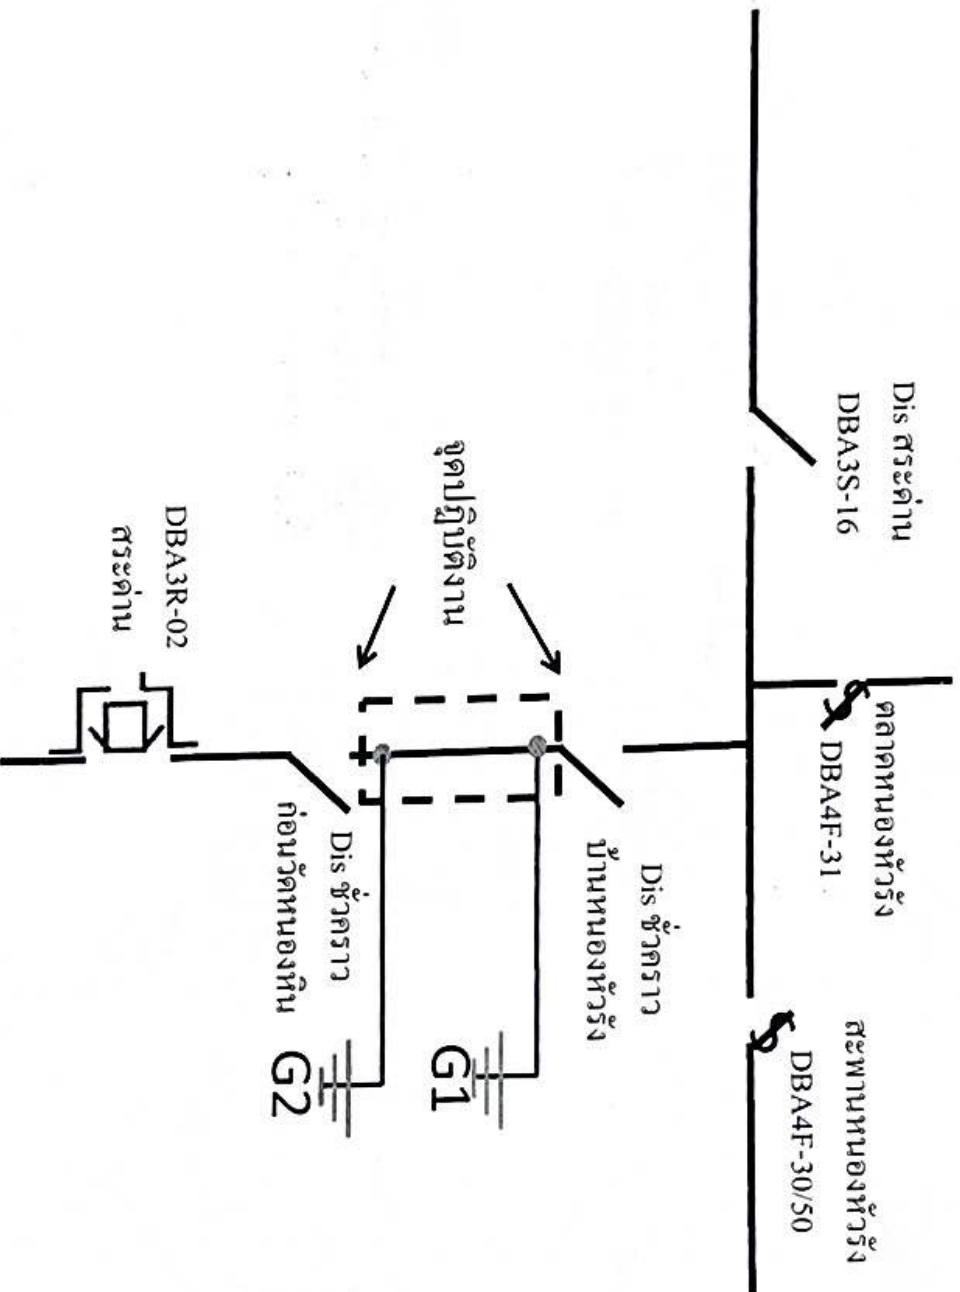 Dis สระด่าน
DBA3S-16
ตลาดหนองหัวรัง
DBA4F-31
สะพานหนองหัวรัง
DBA4F-30/50
Dis ชั่วคราว
บ้านหนองหัวรัง
จุดปฏิบัติงาน
G1
Dis ชั่วคราว
ก่อนวัดหนองหิน
G2
DBA3R-02
สระด่าน